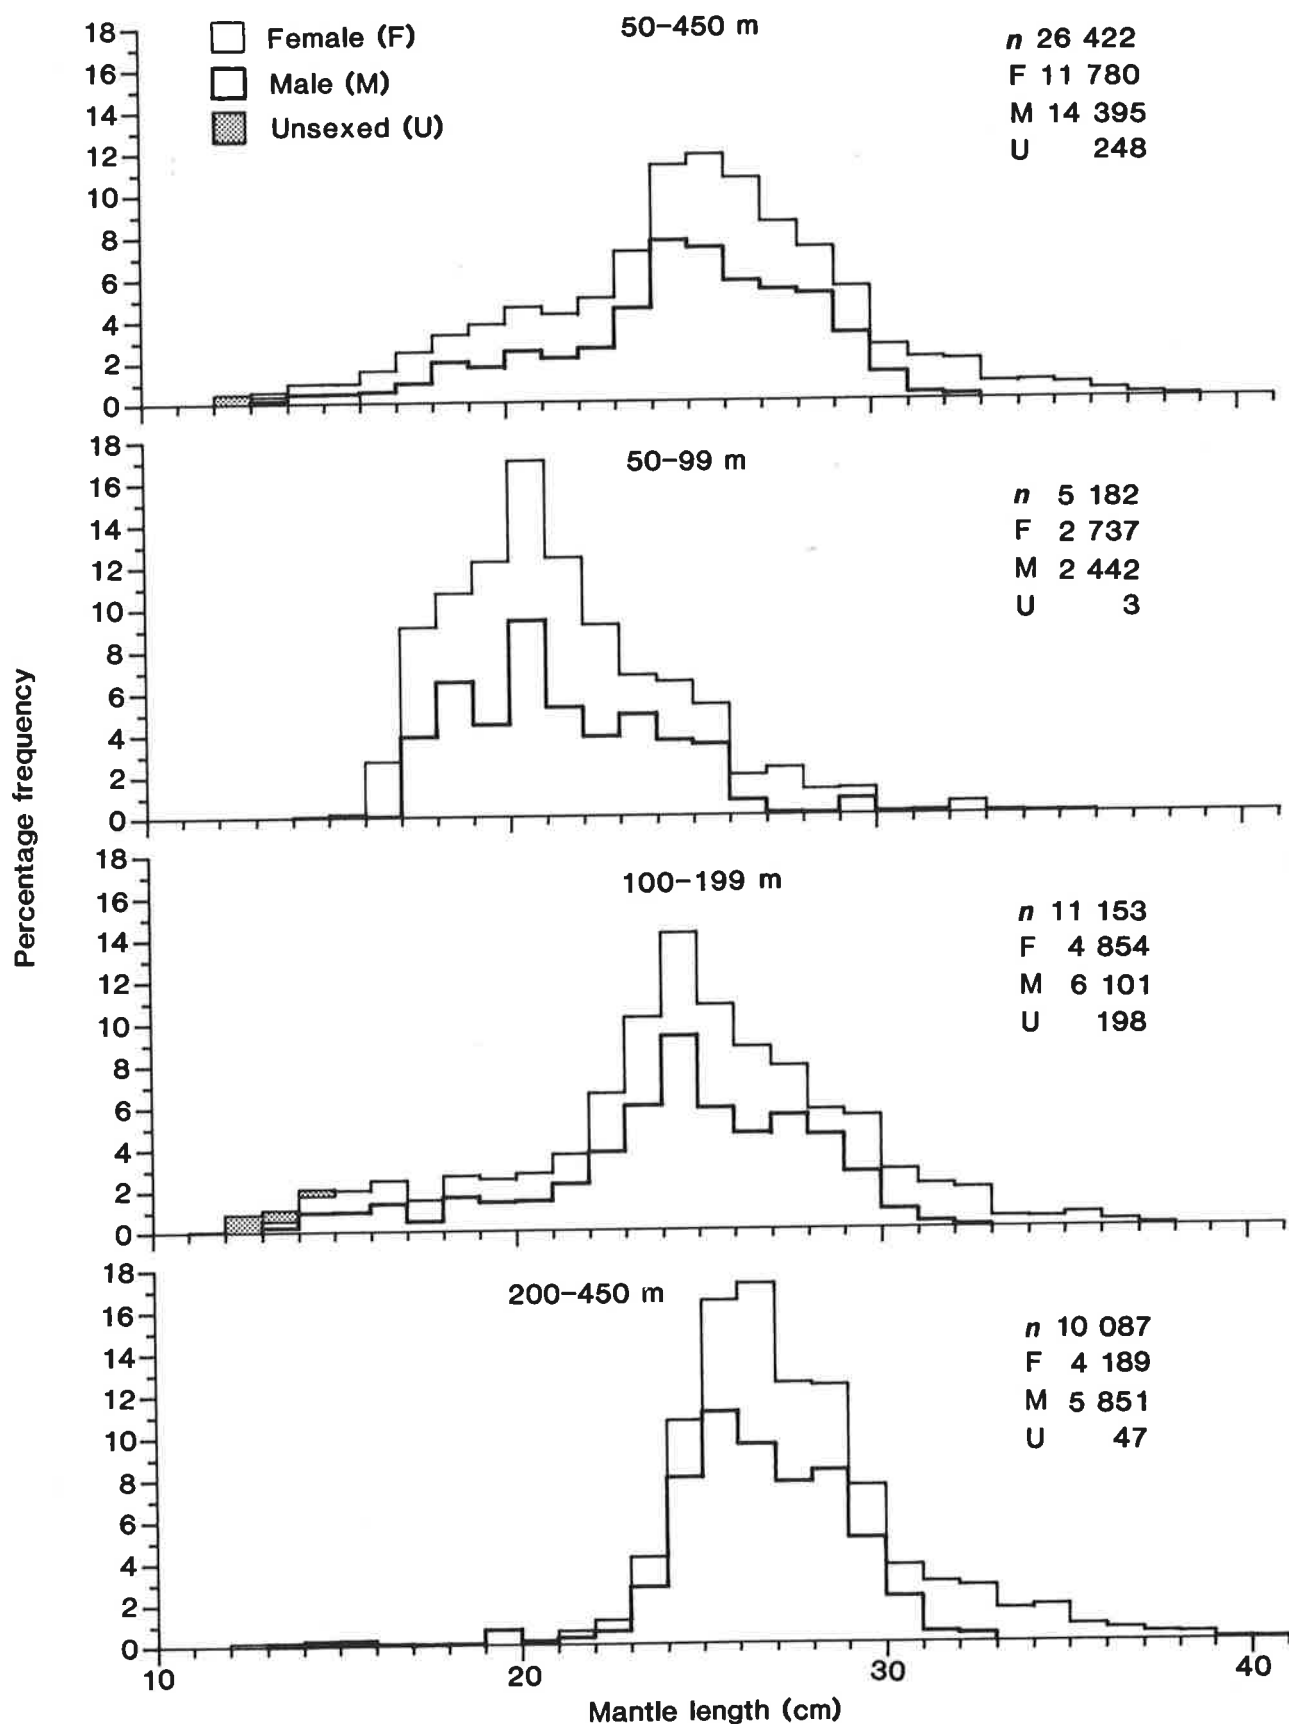 50-450 m
Female (F)
Male (M)
Unsexed (U)
n 26 422
F 11 780
M 14 395
U 248
18
16
14
12
10
8
6
4
2
0
50-99 m
n 5 182
F 2 737
M 2 442
U 3
18
16
14
12
10
8
6
4
2
0
Percentage frequency
100-199 m
n 11 153
F 4 854
M 6 101
U 198
18
16
14
12
10
8
6
4
2
0
200-450 m
n 10 087
F 4 189
M 5 851
U 47
18
16
14
12
10
8
6
4
2
0
10 20 30 40
Mantle length (cm)